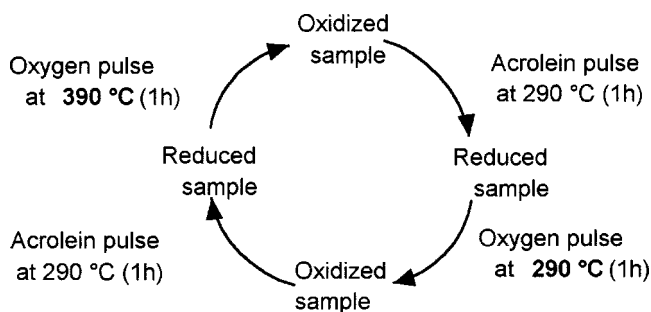 Oxidized
sample
Oxygen pulse
at 390 °C (1h)
Acrolein pulse
at 290 °C (1h)
Reduced
sample
Reduced
sample
Acrolein pulse
at 290 °C (1h)
Oxygen pulse
at 290 °C (1h)
Oxidized
sample